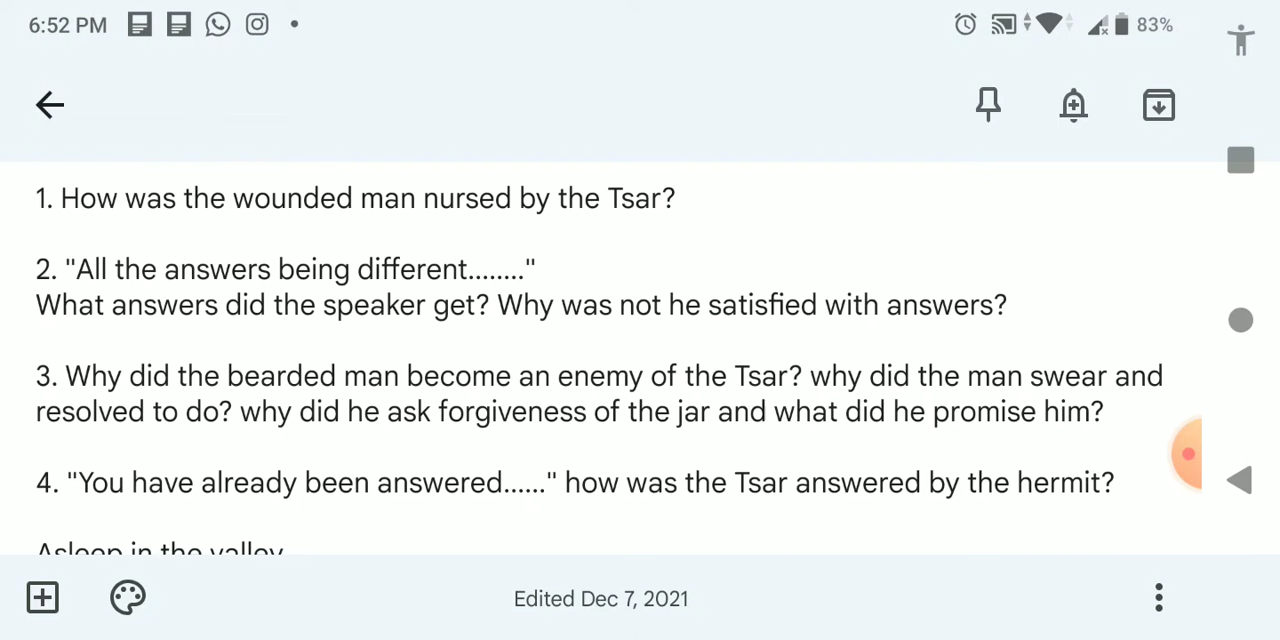 6:52 PM
83%
1. How was the wounded man nursed by the Tsar?
2. "All the answers being different........"
What answers did the speaker get? Why was not he satisfied with answers?
3. Why did the bearded man become an enemy of the Tsar? why did the man swear and
resolved to do? why did he ask forgiveness of the jar and what did he promise him?
4. "You have already been answered......" how was the Tsar answered by the hermit?
Asleep in the valley
Edited Dec 7, 2021